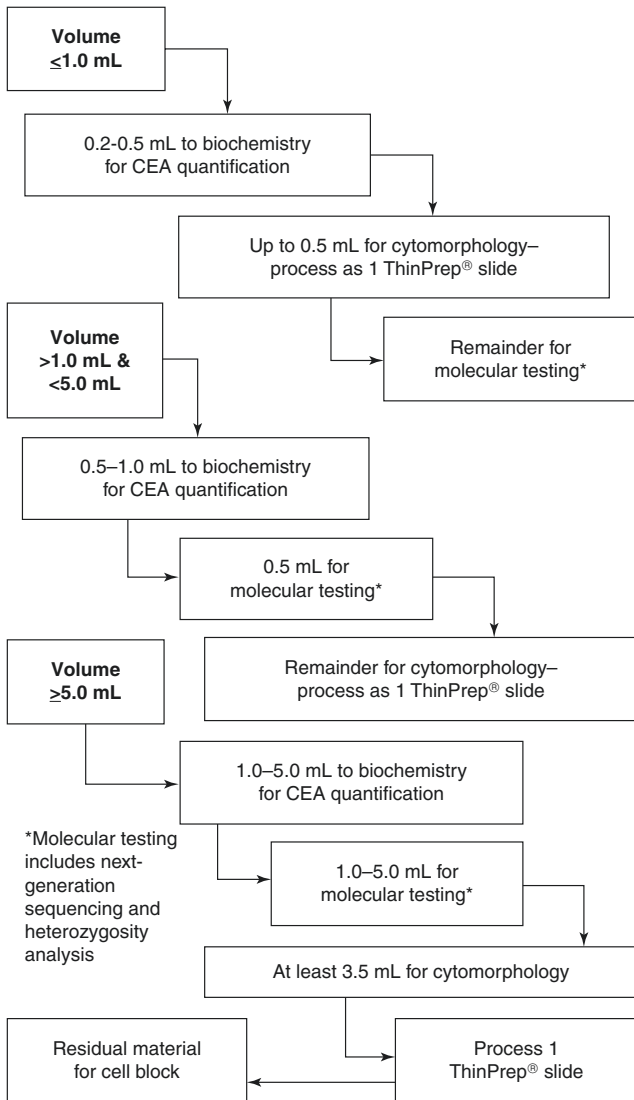 Volume
≤1.0 mL
0.2-0.5 mL to biochemistry
for CEA quantification
Up to 0.5 mL for cytomorphology–
process as 1 ThinPrep® slide
Remainder for
molecular testing*
Volume
>1.0 mL &
<5.0 mL
0.5–1.0 mL to biochemistry
for CEA quantification
0.5 mL for
molecular testing*
Remainder for cytomorphology–
process as 1 ThinPrep® slide
Volume
≥5.0 mL
1.0–5.0 mL to biochemistry
for CEA quantification
*Molecular testing
includes next-
generation
sequencing and
heterozygosity
analysis
1.0–5.0 mL for
molecular testing*
At least 3.5 mL for cytomorphology
Process 1
ThinPrep® slide
Residual material
for cell block